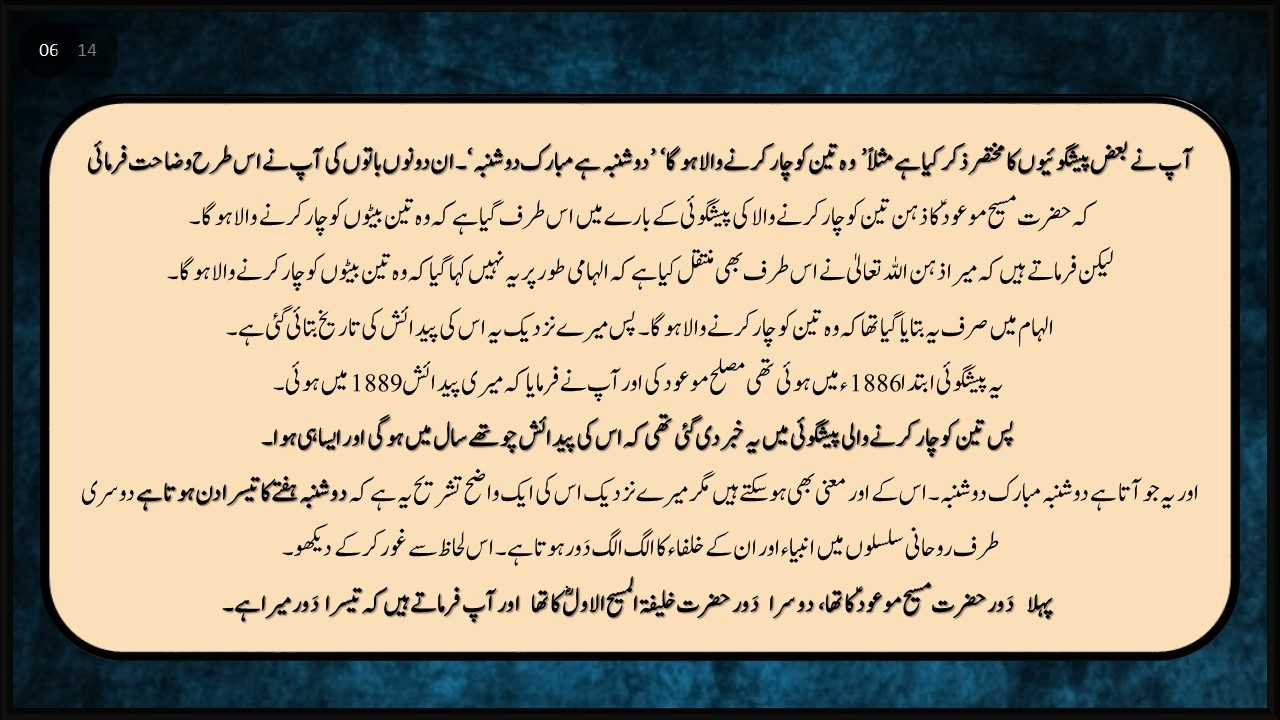 06 14
آپ نے بعض پیشگوئیوں کا مختصر ذکر کیا ہے مثلاً ’وہ تین کو چار کرنے والا ہو گا‘ ’دوشنبہ ہے مبارک دوشنبہ‘۔ ان دونوں باتوں کی آپ نے اس طرح وضاحت فرمائی
کہ حضرت مسیح موعودؑ کا ذہن تین کو چار کرنے والا کی پیشگوئی کے بارے میں اس طرف گیا ہے کہ وہ تین بیٹوں کو چار کرنے والا ہو گا۔
لیکن فرماتے ہیں کہ میرا ذہن اللہ تعالیٰ نے اس طرف بھی منتقل کیا ہے کہ الہامی طور پر یہ نہیں کہا گیا کہ وہ تین بیٹوں کو چار کرنے والا ہو گا۔
الہام میں صرف یہ بتایا گیا تھا کہ وہ تین کو چار کرنے والا ہو گا۔ پس میرے نزدیک یہ اس کی پیدائش کی تاریخ بتائی گئی ہے۔
یہ پیشگوئی ابتدا 1886ء میں ہوئی تھی مصلح موعود کی اور آپ نے فرمایا کہ میری پیدائش 1889 میں ہوئی۔
پس تین کو چار کرنے والی پیشگوئی میں یہ خبر دی گئی تھی کہ اس کی پیدائش چوتھے سال میں ہو گی اور ایسا ہی ہوا۔
اور یہ جو آتا ہے دوشنبہ مبارک دوشنبہ۔ اس کے اور معنی بھی ہو سکتے ہیں مگر میرے نزدیک اس کی ایک واضح تشریح یہ ہے کہ دوشنبہ ہفتے کا تیسرا دن ہوتا ہے دوسری
طرف روحانی سلسلوں میں انبیاء اور ان کے خلفاء کا الگ الگ دَور ہوتا ہے۔ اس لحاظ سے غور کر کے دیکھو۔
پہلا دَور حضرت مسیح موعودؑ کا تھا، دوسرا دَور حضرت خلیفۃ المسیح الاولؓ کا تھا اور آپ فرماتے ہیں کہ تیسرا دَور میرا ہے۔